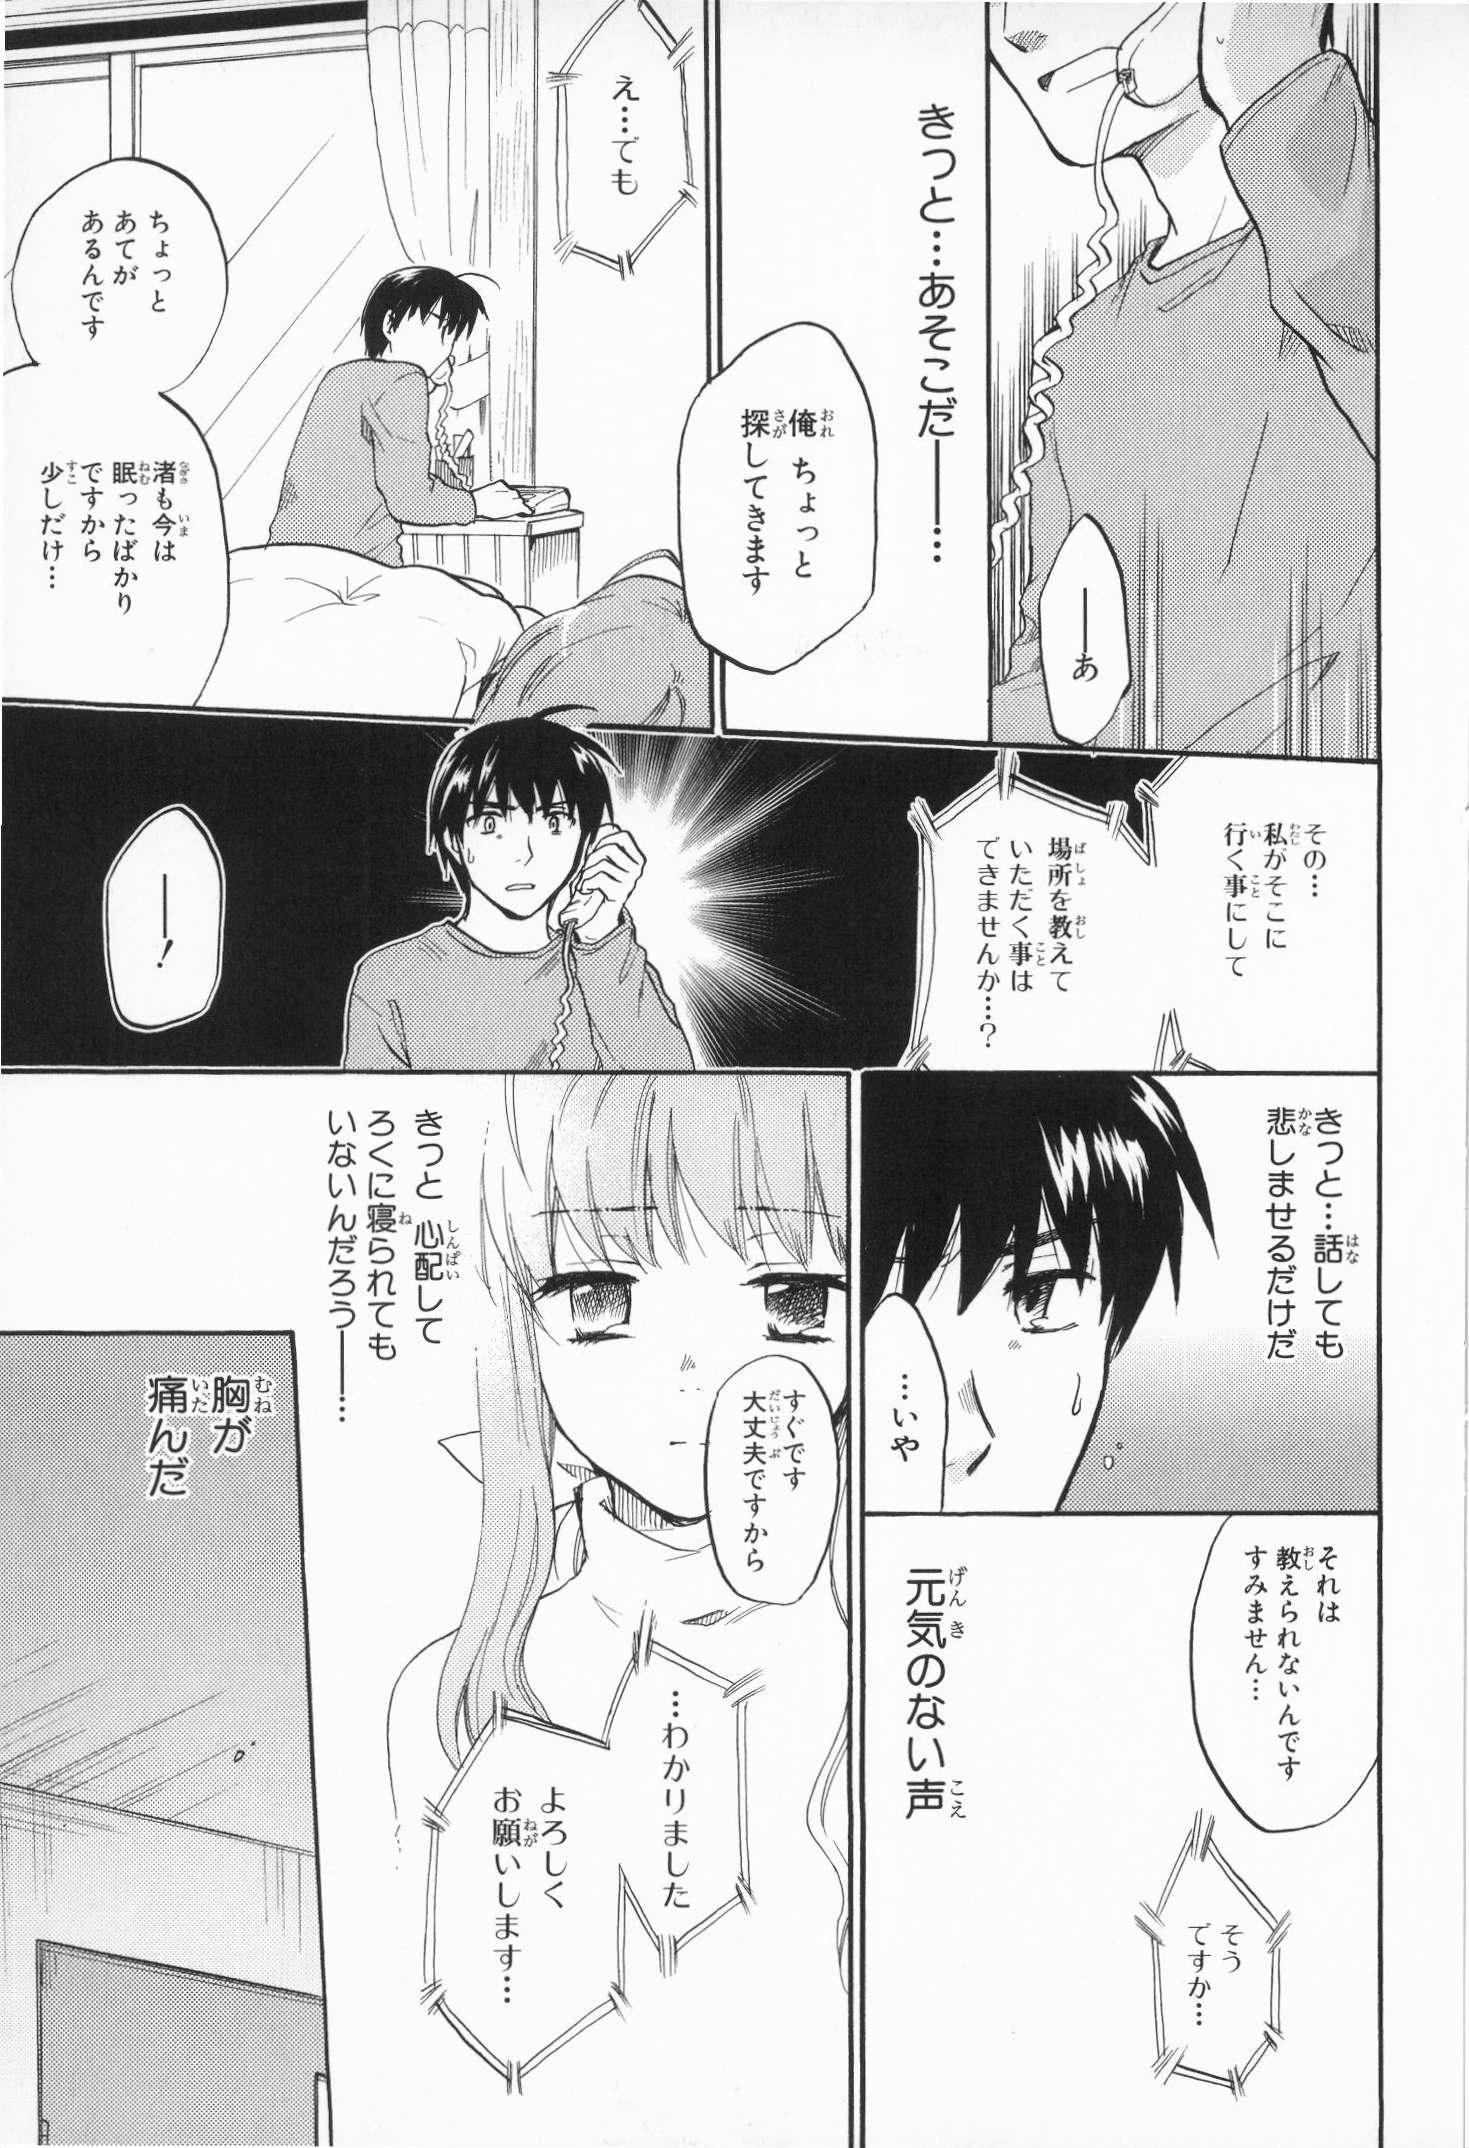 ――あ
きっと…あそこだ――…
俺ちょっと
探してきます
え…でも
ちょっと
あてが
あるんです
渚も今は
眠ったばかり
ですから
少しだけ…
その…
私がそこに
行く事にして
場所を教えて
いただく事は
できませんか…?
――!
きっと…話しても
悲しませるだけだ
…いや
それは
教えられないんです
すみません…
そう
ですか…
元気のない声
すぐです
大丈夫ですから
きっと 心配して
ろくに寝られても
いないんだろう――…
…わかりました
よろしく
お願いします…
胸が
痛んだ